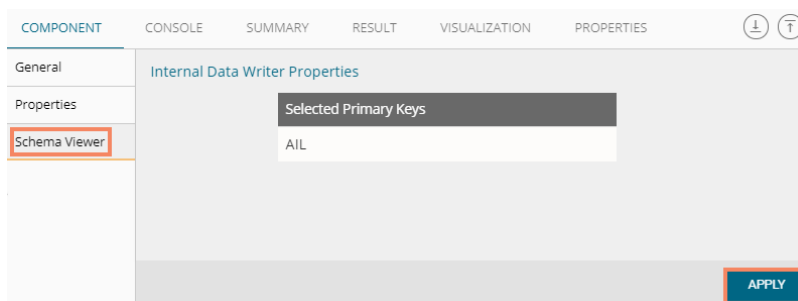 COMPONENT CONSOLE SUMMARY RESULT VISUALIZATION PROPERTIES
General
Internal Data Writer Properties
Properties
Selected Primary Keys
Schema Viewer
AIL
APPLY